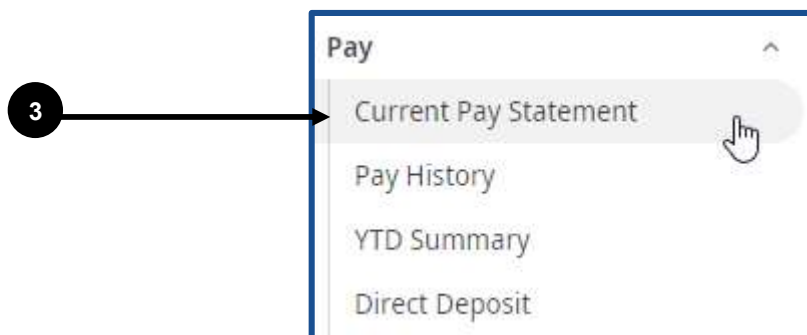 Pay
3
Current Pay Statement
Pay History
YTD Summary
Direct Deposit